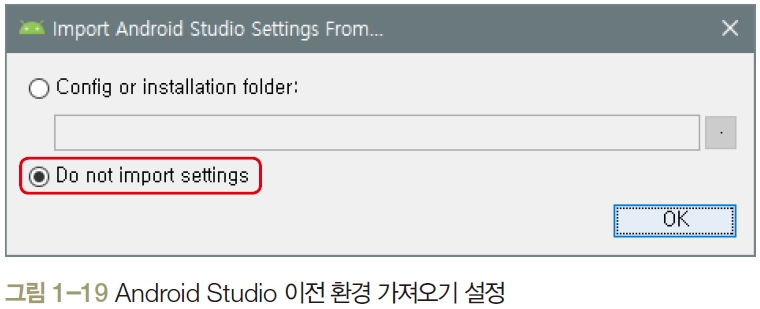 Import Android Studio Settings From...
Config or installation folder:
Do not import settings
OK
그림 1-19 Android Studio 이전 환경 가져오기 설정